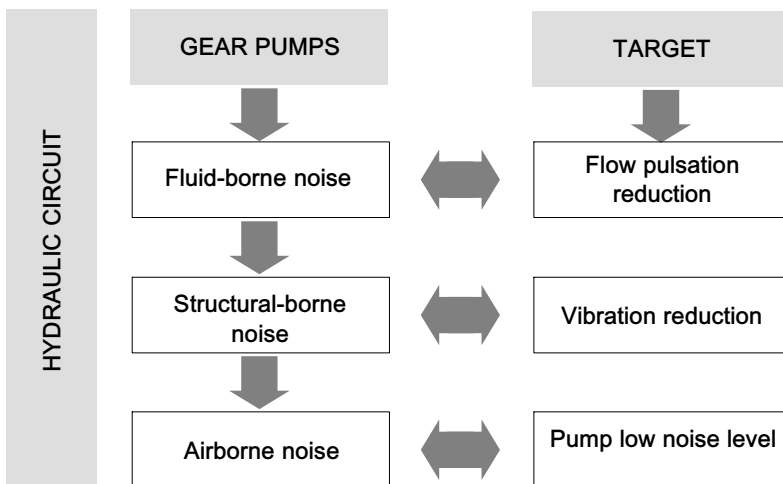 HYDRAULIC CIRCUIT
GEAR PUMPS
TARGET
Fluid-borne noise
Flow pulsation
reduction
Structural-borne
noise
Vibration reduction
Airborne noise
Pump low noise level